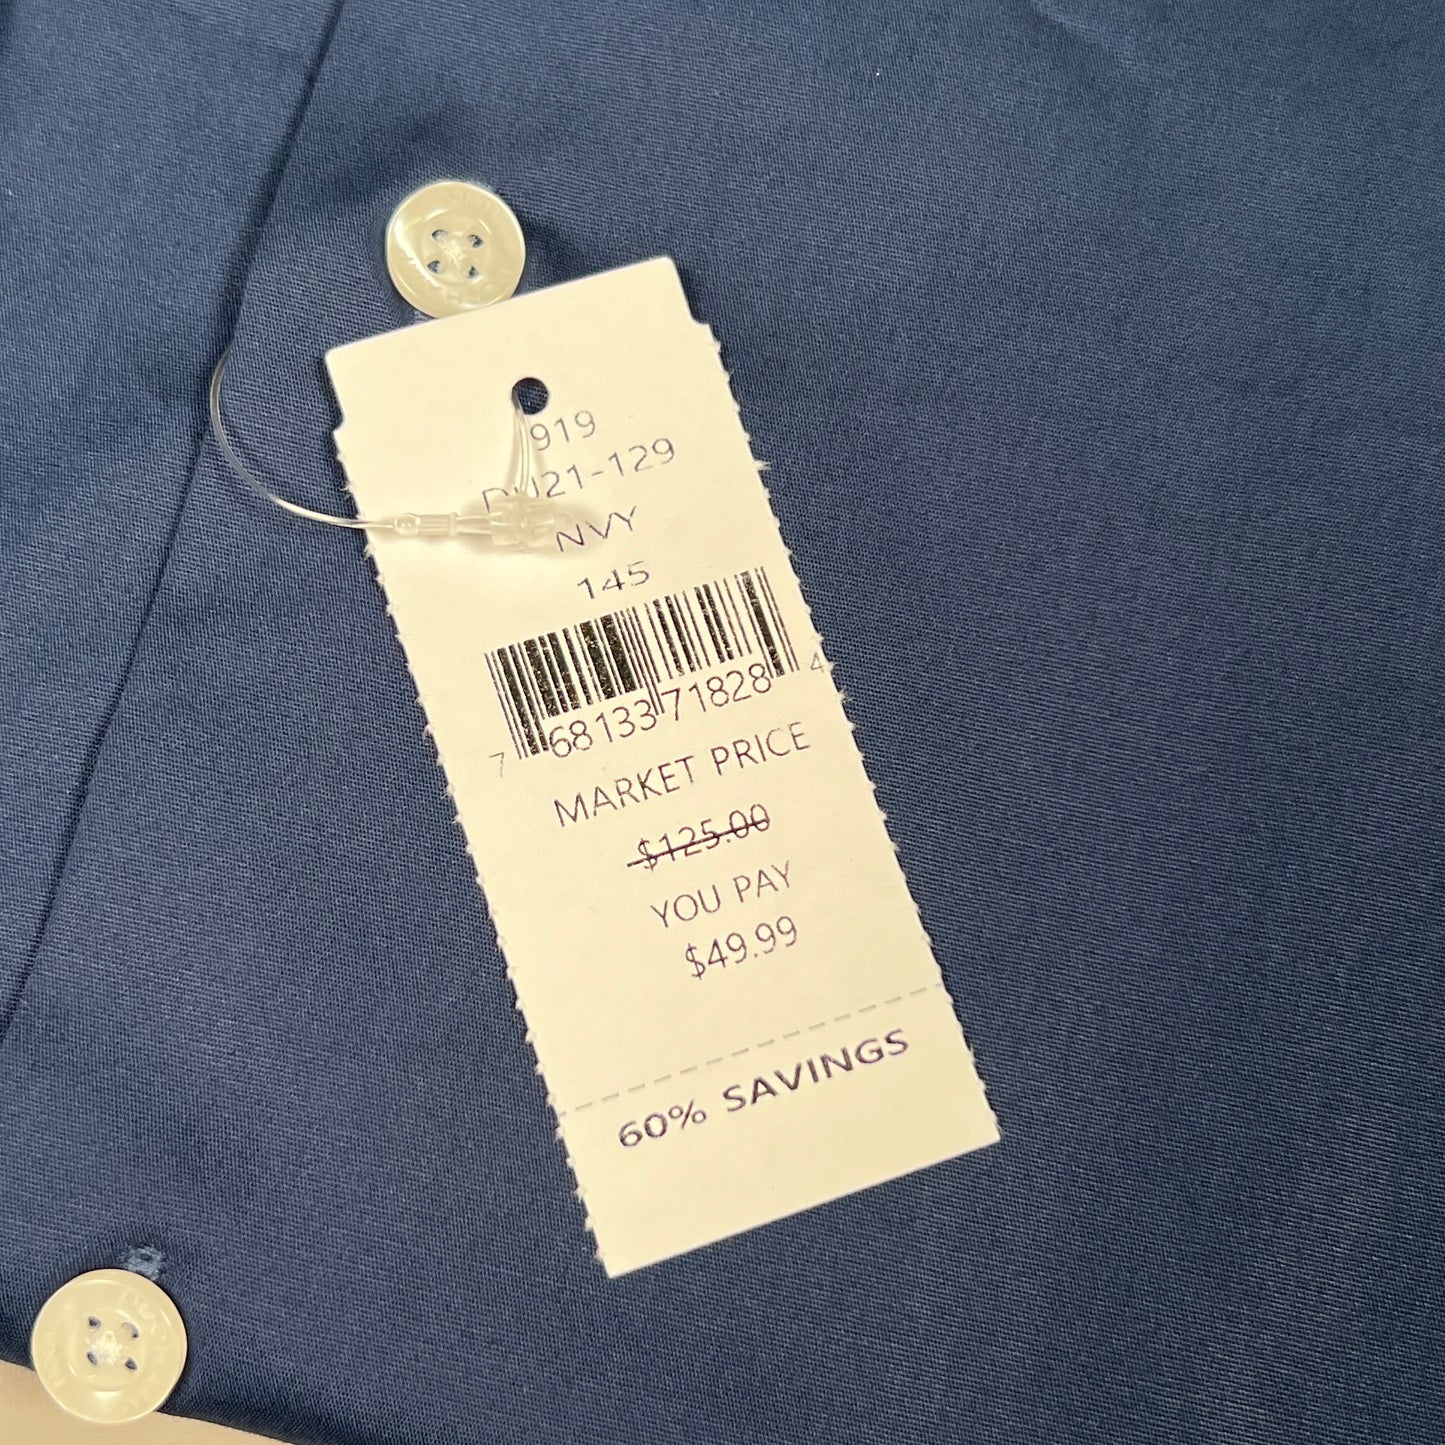 919
NVY
145
7 68133 71828 4
MARKET PRICE
$125.00
YOU PAY
$49.99
60% SAVINGS